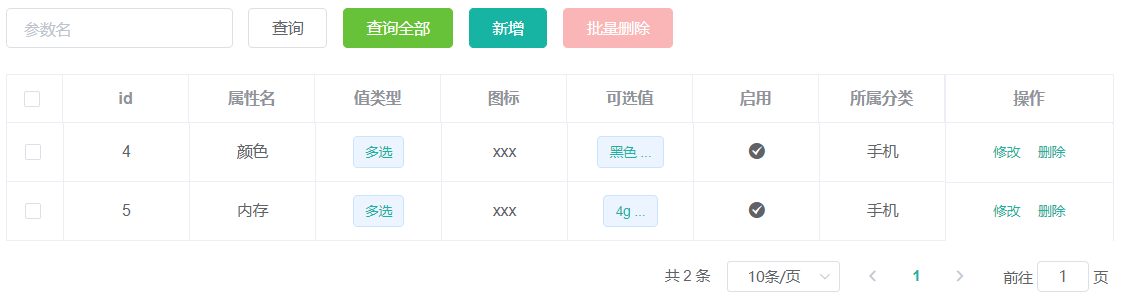 参数名 查询 查询全部 新增 批量删除
id 属性名 值类型 图标 可选值 启用 所属分类 操作
4 颜色 多选 xxx 黑色 ... 手机 修改 删除
5 内存 多选 xxx 4g ... 手机 修改 删除
共 2 条 10条/页 1 前往 1 页